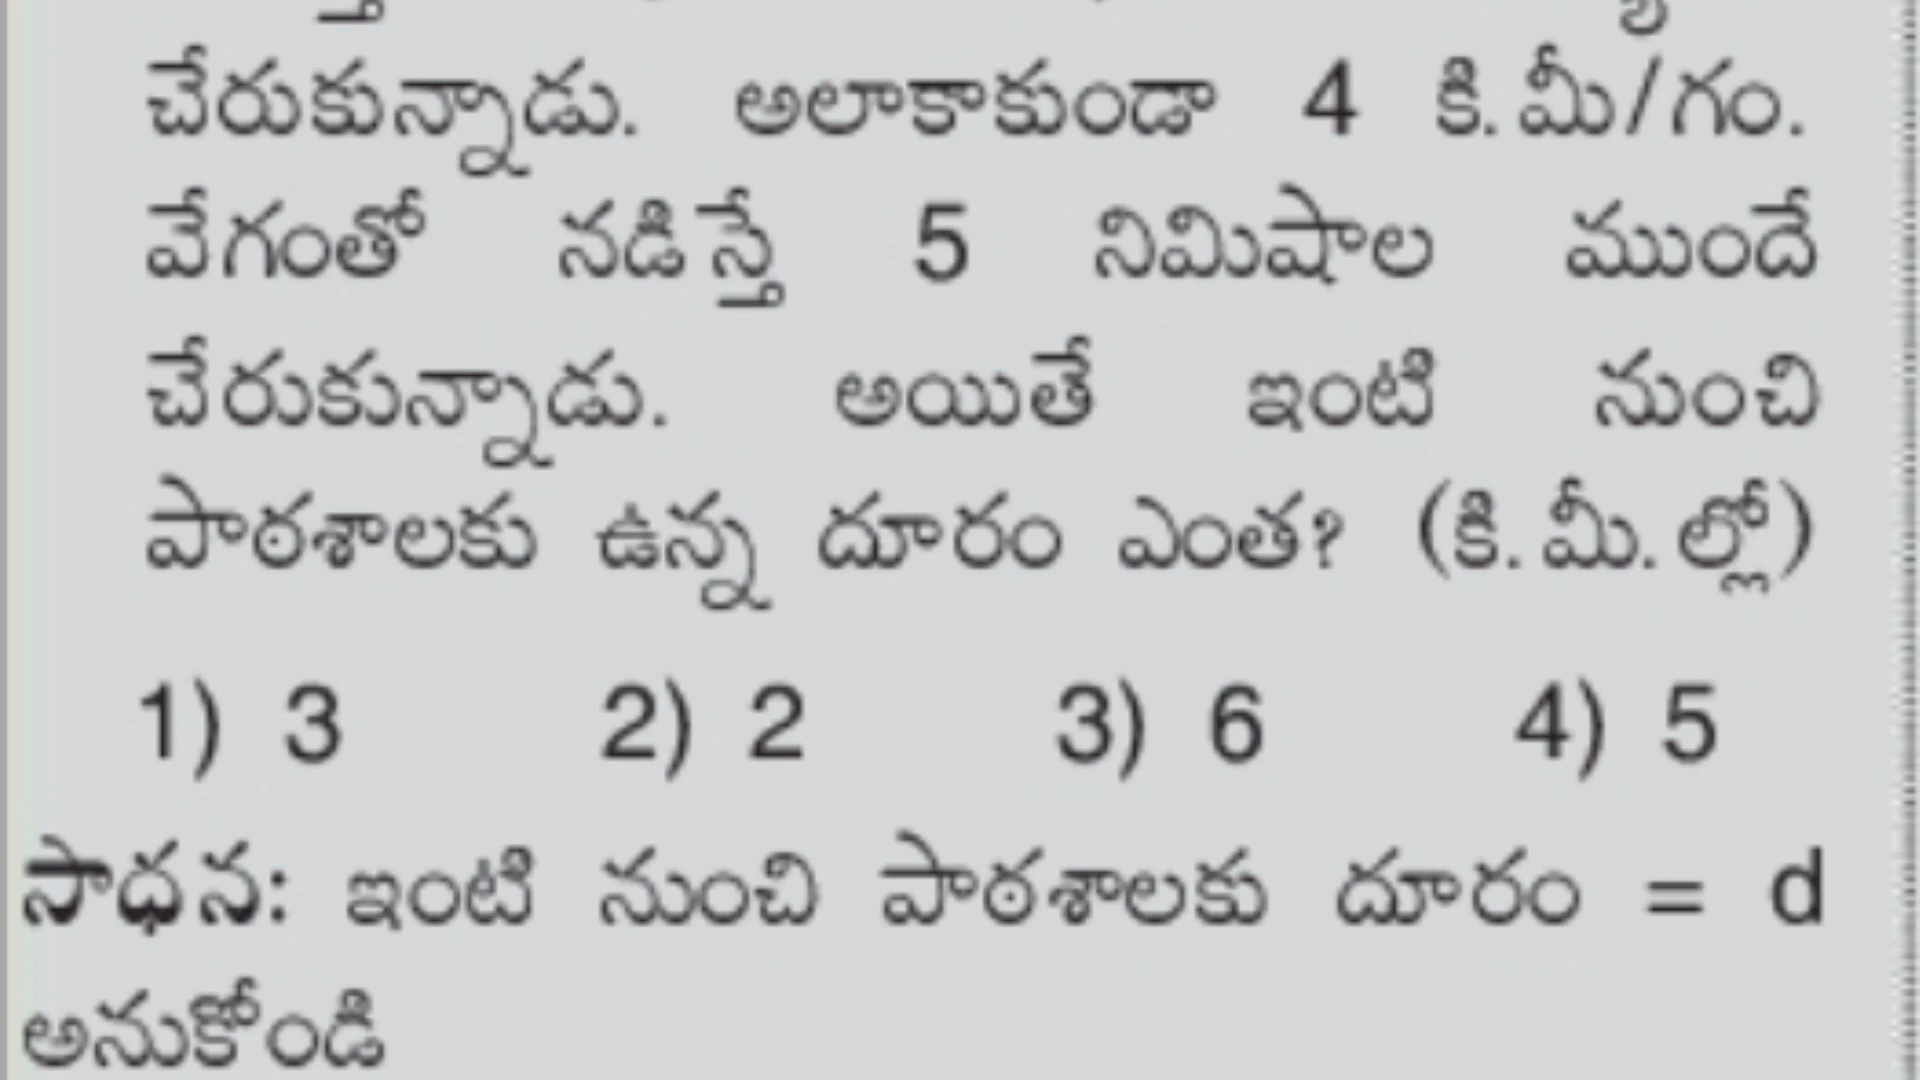 చేరుకున్నాడు. అలాకాకుండా 4 కి.మీ/గం.
వేగంతో నడిస్తే 5 నిమిషాల ముందే
చేరుకున్నాడు. అయితే ఇంటి నుంచి
పాఠశాలకు ఉన్న దూరం ఎంత? (కి.మీ.ల్లో)
1) 3 2) 2 3) 6 4) 5
సాధన: ఇంటి నుంచి పాఠశాలకు దూరం = d
అనుకోండి